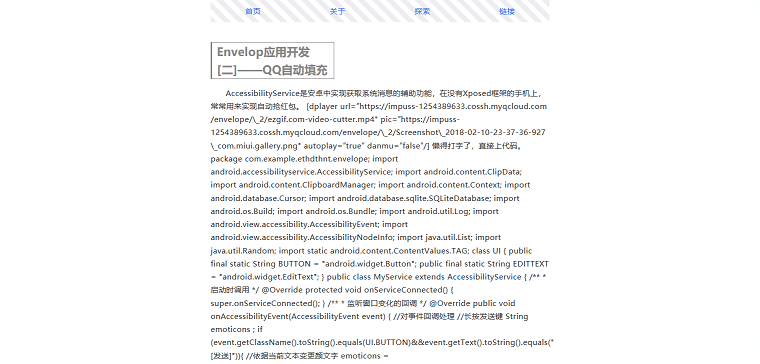 首页 关于 探索 链接
Envelop应用开发
[二]——QQ自动填充
AccessibilityService是安卓中实现获取系统消息的辅助功能，在没有Xposed框架的手机上，
常常用来实现自动抢红包。 [dplayer url="https://impuss-1254389633.cossh.myqcloud.com
/envelope/\_2/ezgif.com-video-cutter.mp4" pic="https://impuss-
1254389633.cossh.myqcloud.com/envelope/\_2/Screenshot\_2018-02-10-23-37-36-927
\_com.miui.gallery.png" autoplay="true" danmu="false"/] 懒得打字了，直接上代码。
package com.example.ethdthnt.envelope; import
android.accessibilityservice.AccessibilityService; import android.content.ClipData;
import android.content.ClipboardManager; import android.content.Context; import
android.database.Cursor; import android.database.sqlite.SQLiteDatabase; import
android.os.Build; import android.os.Bundle; import android.util.Log; import
android.view.accessibility.AccessibilityEvent; import
android.view.accessibility.AccessibilityNodeInfo; import java.util.List; import
java.util.Random; import static android.content.ContentValues.TAG; class UI { public
final static String BUTTON = "android.widget.Button"; public final static String EDITTEXT
= "android.widget.EditText"; } public class MyService extends AccessibilityService { /** *
启动时调用 */ @Override protected void onServiceConnected() {
super.onServiceConnected(); } /** * 监听窗口变化的回调 */ @Override public void
onAccessibilityEvent(AccessibilityEvent event) { //对事件回调处理 //长按发送键 String
emoticons ; if
(event.getClassName().toString().equals(UI.BUTTON)&&event.getText().toString().equals("
[发送]")){ //依据当前文本变更颜文字 emoticons =